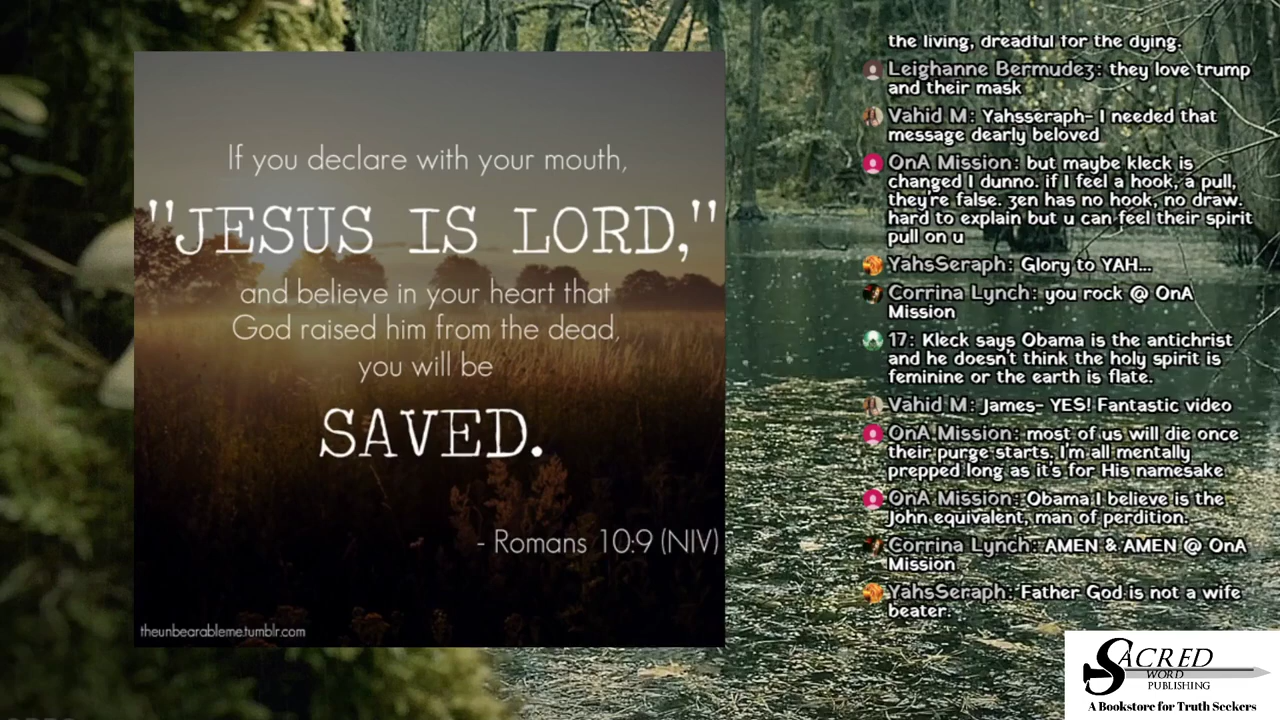 If you declare with your mouth,
"JESUS IS LORD,"
and believe in your heart that
God raised him from the dead,
you will be
SAVED.
- Romans 10:9 (NIV)
theunbearableme.tumblr.com
the living, dreadful for the dying.
Leighanne Bermudez: they love trump
and their mask
Vahid M: Yahsseraph- I needed that
message dearly beloved
OnA Mission: but maybe kleck is
changed I dunno. if I feel a hook, a pull,
they're false. zen has no hook, no draw.
hard to explain but u can feel their spirit
pull on u
YahsSeraph: Glory to YAH...
Corrina Lynch: you rock @ OnA
Mission
17: Kleck says Obama is the antichrist
and he doesn't think the holy spirit is
feminine or the earth is flate.
Vahid M: James- YES! Fantastic video
OnA Mission: most of us will die once
their purge starts, I'm all mentally
prepped long as it's for His namesake
OnA Mission: Obama I believe is the
John equivalent, man of perdition.
Corrina Lynch: AMEN & AMEN @ OnA
Mission
YahsSeraph: Father God is not a wife
beater.
SACRED
WORD
PUBLISHING
A Bookstore for Truth Seekers